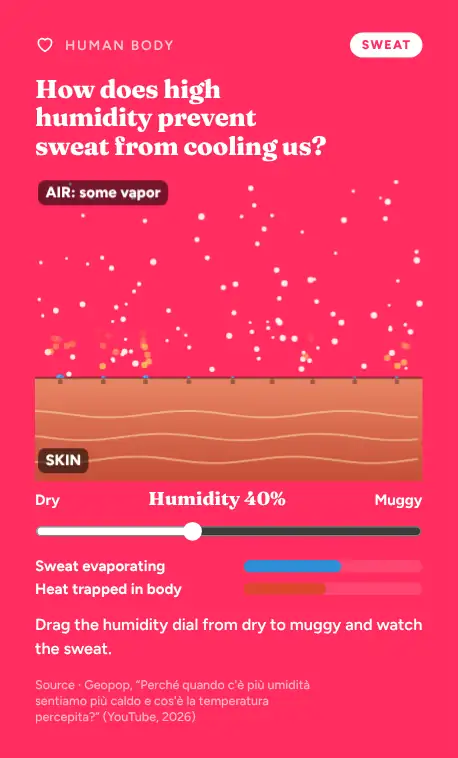 HUMAN BODY
SWEAT
How does high
humidity prevent
sweat from cooling us?
AIR: some vapor
SKIN
Dry
Humidity 40%
Muggy
Sweat evaporating
Heat trapped in body
Drag the humidity dial from dry to muggy and watch
the sweat.
Source · Geopop, “Perché quando c'è più umidità
sentiamo più caldo e cos'è la temperatura
percepita?” (YouTube, 2026)